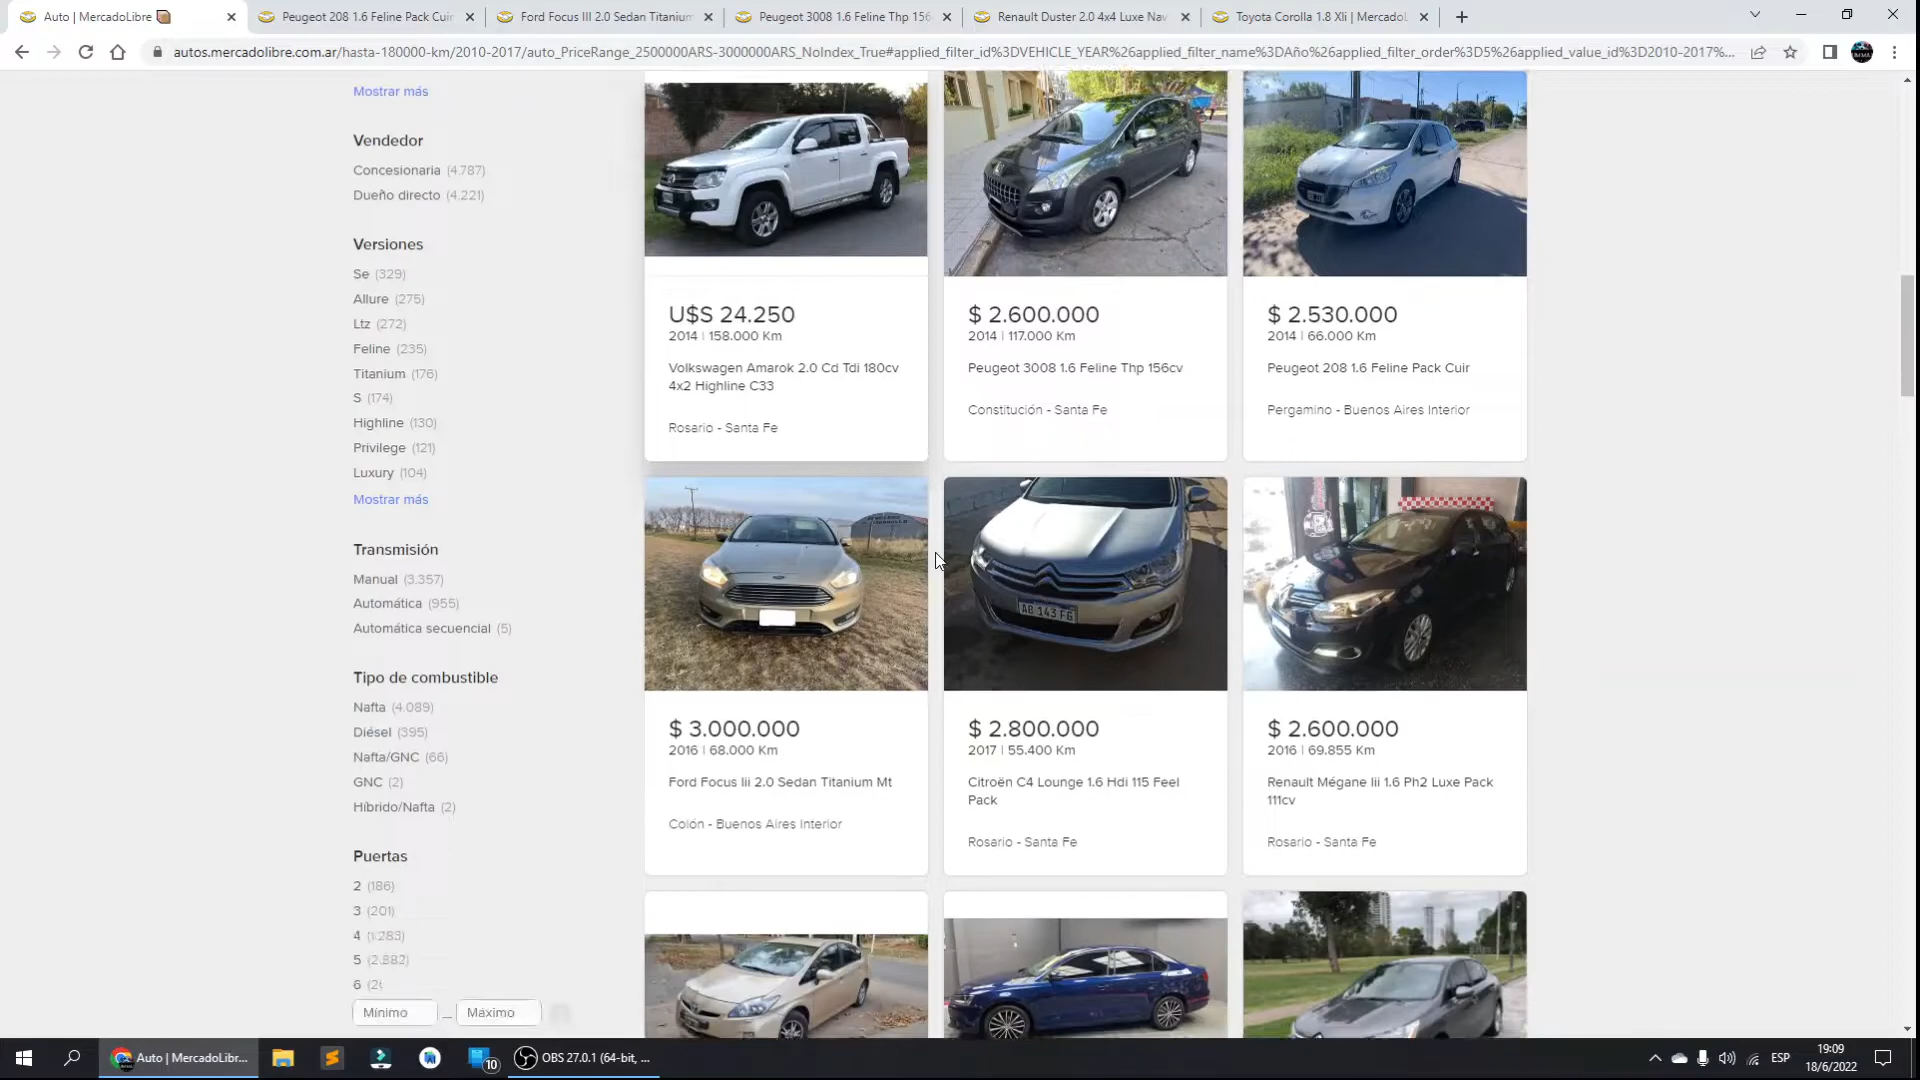 Auto | MercadoLibre
Peugeot 208 1.6 Feline Pack Cuir
Ford Focus III 2.0 Sedan Titanium
Peugeot 3008 1.6 Feline Thp 156c
Renault Duster 2.0 4x4 Luxe Nav
Toyota Corolla 1.8 Xli | MercadoL
autos.mercadolibre.com.ar/hasta-180000-km/2010-2017/auto_PriceRange_2500000ARS-3000000ARS_NoIndex_True#applied_filter_id%3DVEHICLE_YEAR%26applied_filter_name%3DAño%26applied_filter_order%3D5%26applied_value_id%3D2010-2017%...
Mostrar más
Vendedor
Concesionaria (4.787)
Dueño directo (4.221)
Versiones
Se (329)
Allure (275)
Ltz (272)
Feline (235)
Titanium (176)
S (174)
Highline (130)
Privilege (121)
Luxury (104)
Mostrar más
Transmisión
Manual (3.357)
Automática (955)
Automática secuencial (5)
Tipo de combustible
Nafta (4.089)
Diésel (395)
Nafta/GNC (66)
GNC (2)
Híbrido/Nafta (2)
Puertas
2 (186)
3 (201)
4 (1.283)
5 (2.882)
6 (2)
Mínimo — Máximo
U$S 24.250
2014 | 158.000 Km
Volkswagen Amarok 2.0 Cd Tdi 180cv
4x2 Highline C33
Rosario - Santa Fe
$ 2.600.000
2014 | 117.000 Km
Peugeot 3008 1.6 Feline Thp 156cv
Constitución - Santa Fe
$ 2.530.000
2014 | 66.000 Km
Peugeot 208 1.6 Feline Pack Cuir
Pergamino - Buenos Aires Interior
$ 3.000.000
2016 | 68.000 Km
Ford Focus Iii 2.0 Sedan Titanium Mt
Colón - Buenos Aires Interior
AB 143 FG
$ 2.800.000
2017 | 55.400 Km
Citroën C4 Lounge 1.6 Hdi 115 Feel
Pack
Rosario - Santa Fe
$ 2.600.000
2016 | 69.855 Km
Renault Mégane Iii 1.6 Ph2 Luxe Pack
111cv
Rosario - Santa Fe
Auto | MercadoLibr...
10
OBS 27.0.1 (64-bit, ...
ESP
19:09
18/6/2022